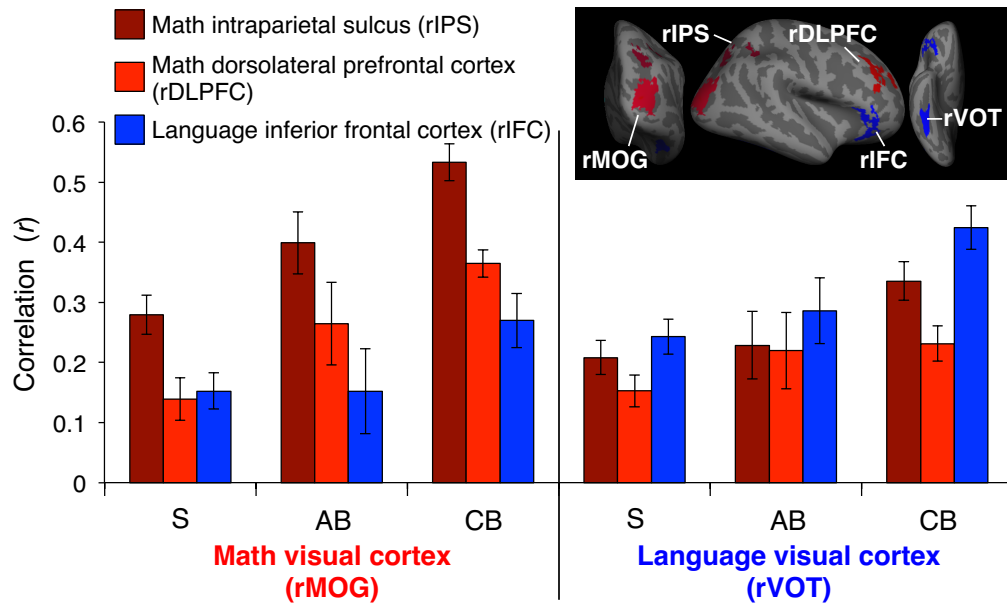 Math intraparietal sulcus (rIPS)
Math dorsolateral prefrontal cortex
(rDLPFC)
Language inferior frontal cortex (rIFC)
rIPS
rDLPFC
rMOG
rIFC
rVOT
Correlation (r)
0.6
0.5
0.4
0.3
0.2
0.1
0
S AB CB S AB CB
Math visual cortex
(rMOG)
Language visual cortex
(rVOT)